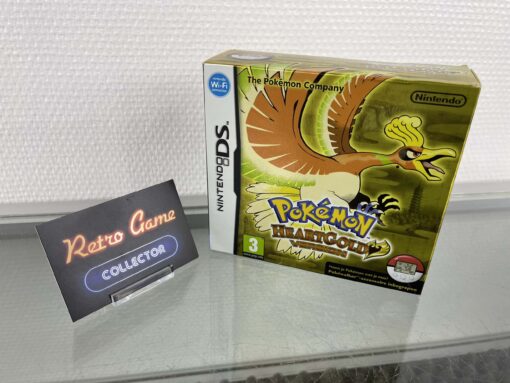 The Pokémon Company
Nintendo
Wi-Fi
NINTENDO DS
POKéMON
HEARTGOLD
3
Retro Game
COLLECTOR